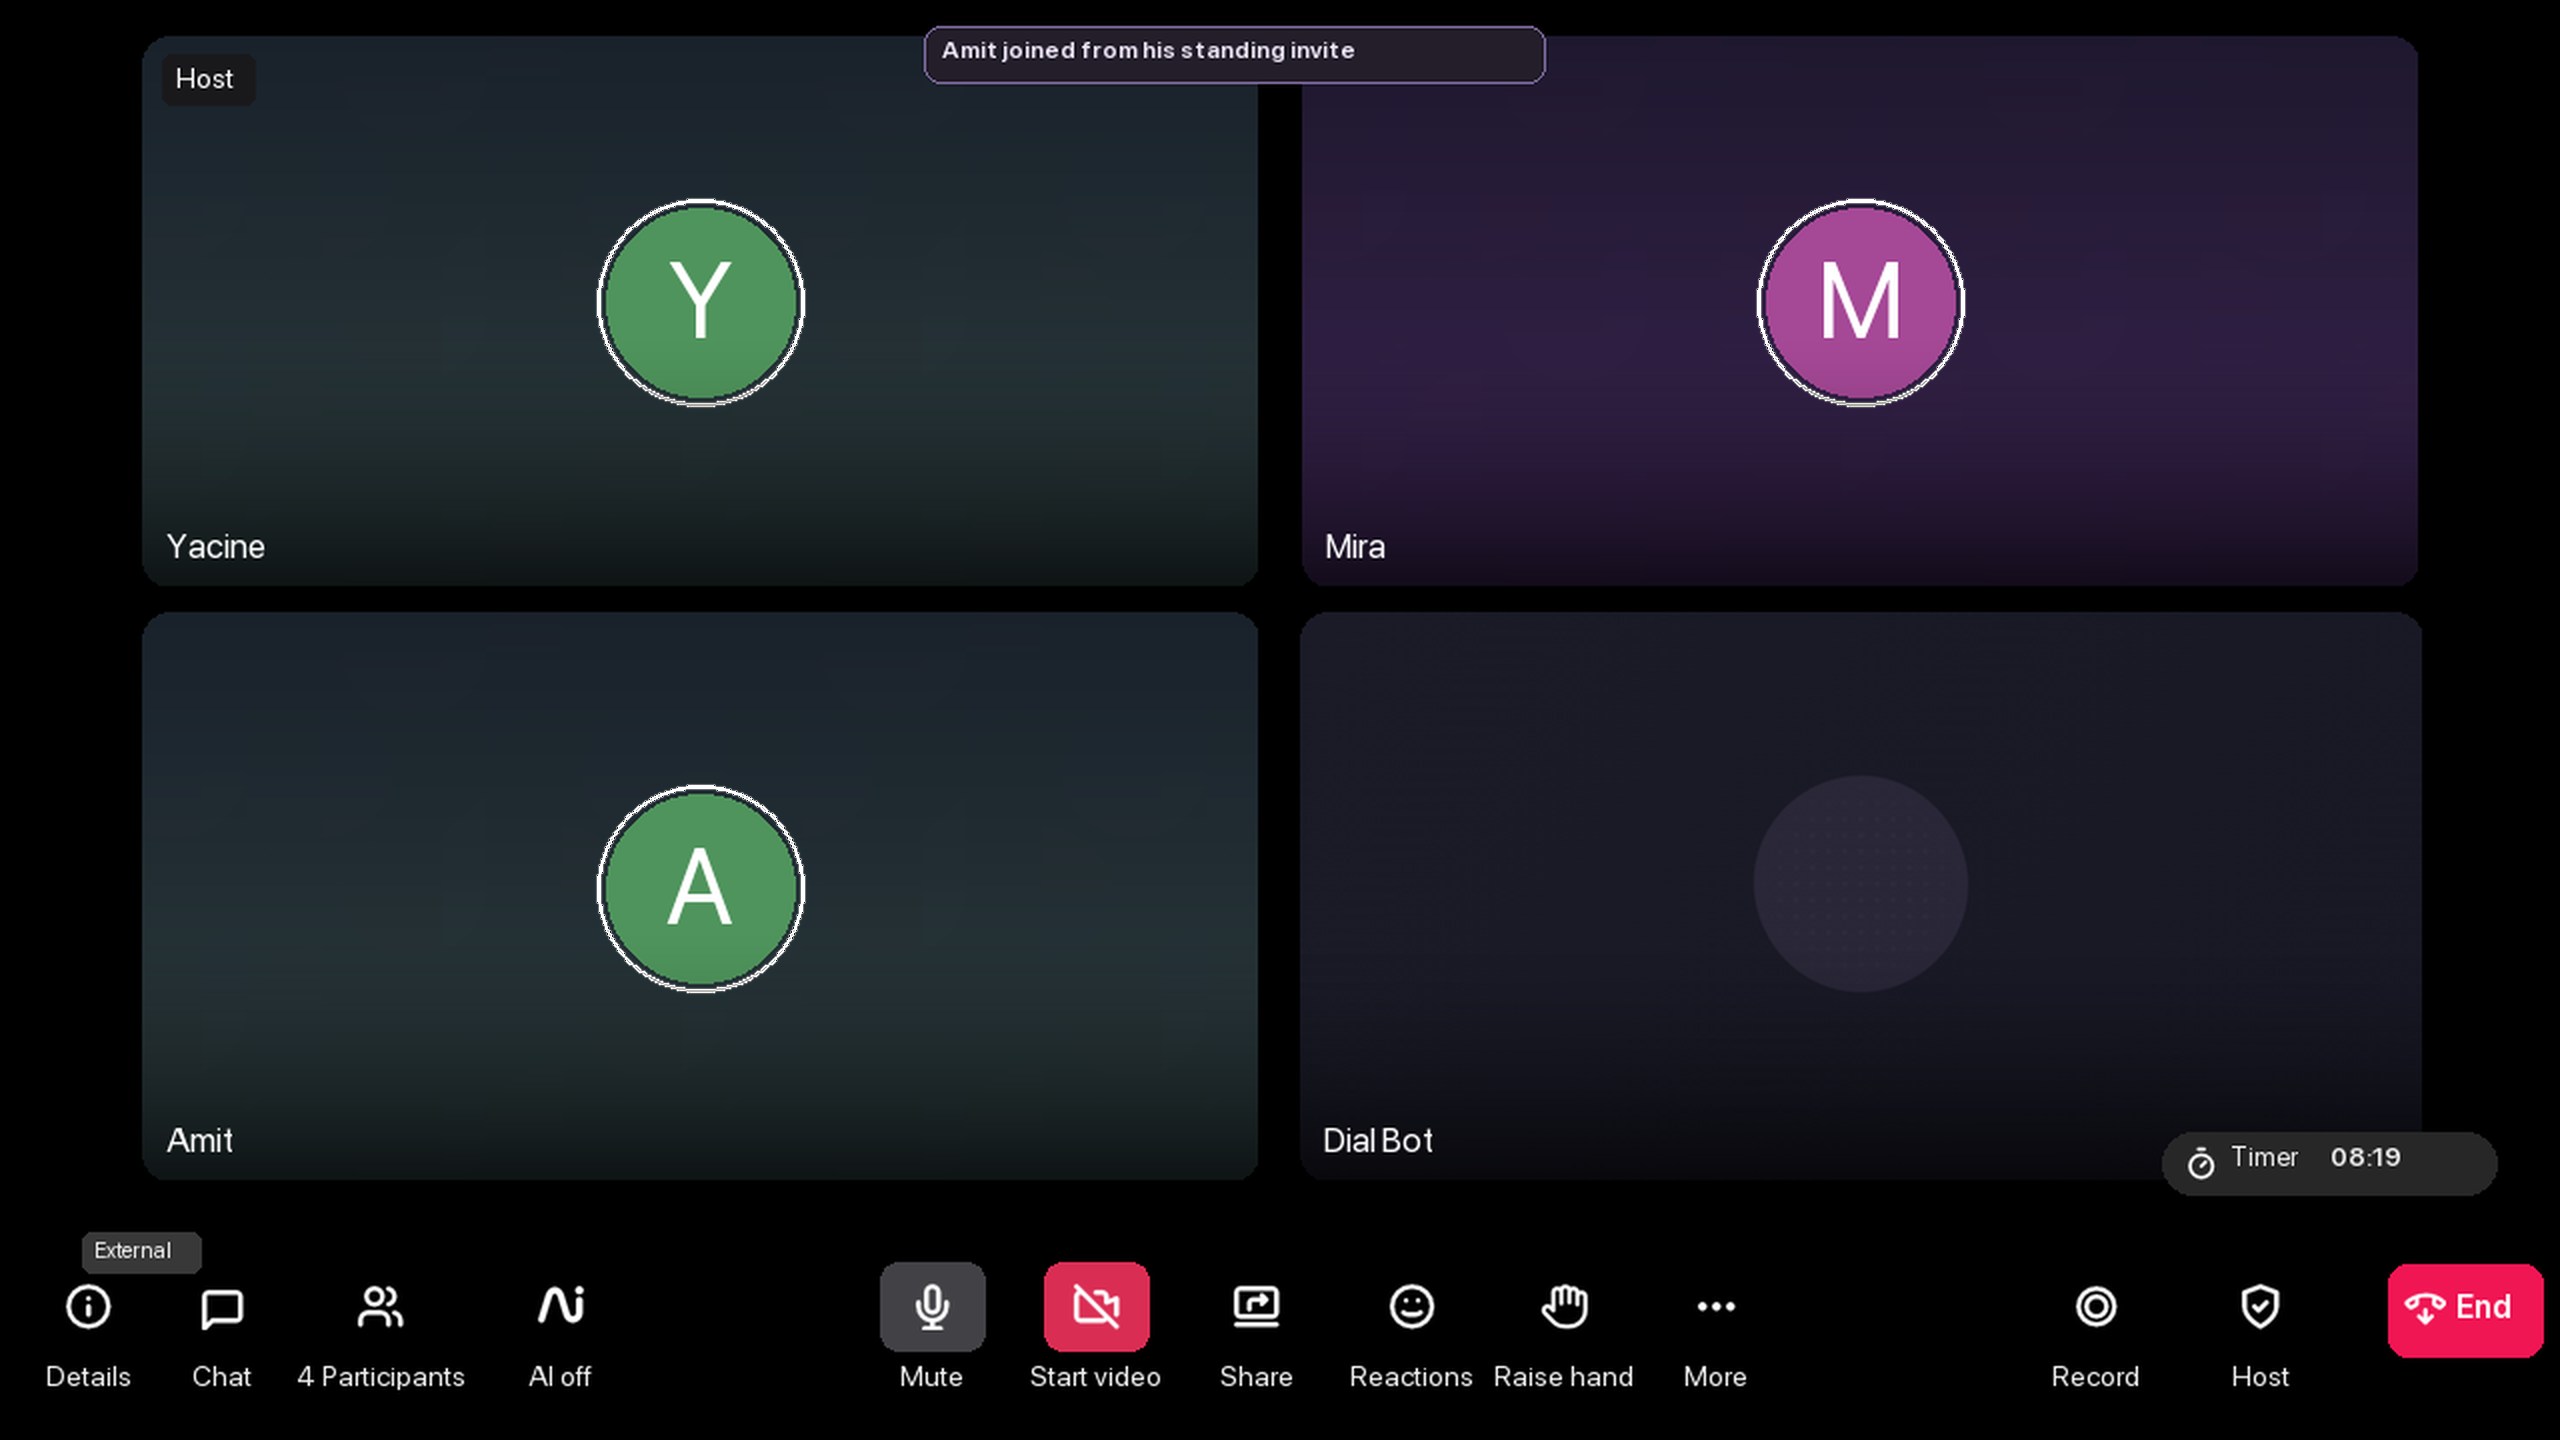 Amit joined from his standing invite
Host
Y
M
Yacine
Mira
A
Amit
Dial Bot
Timer 08:19
External
End
Details
Chat
4 Participants
AI off
Mute
Start video
Share
Reactions
Raise hand
More
Record
Host